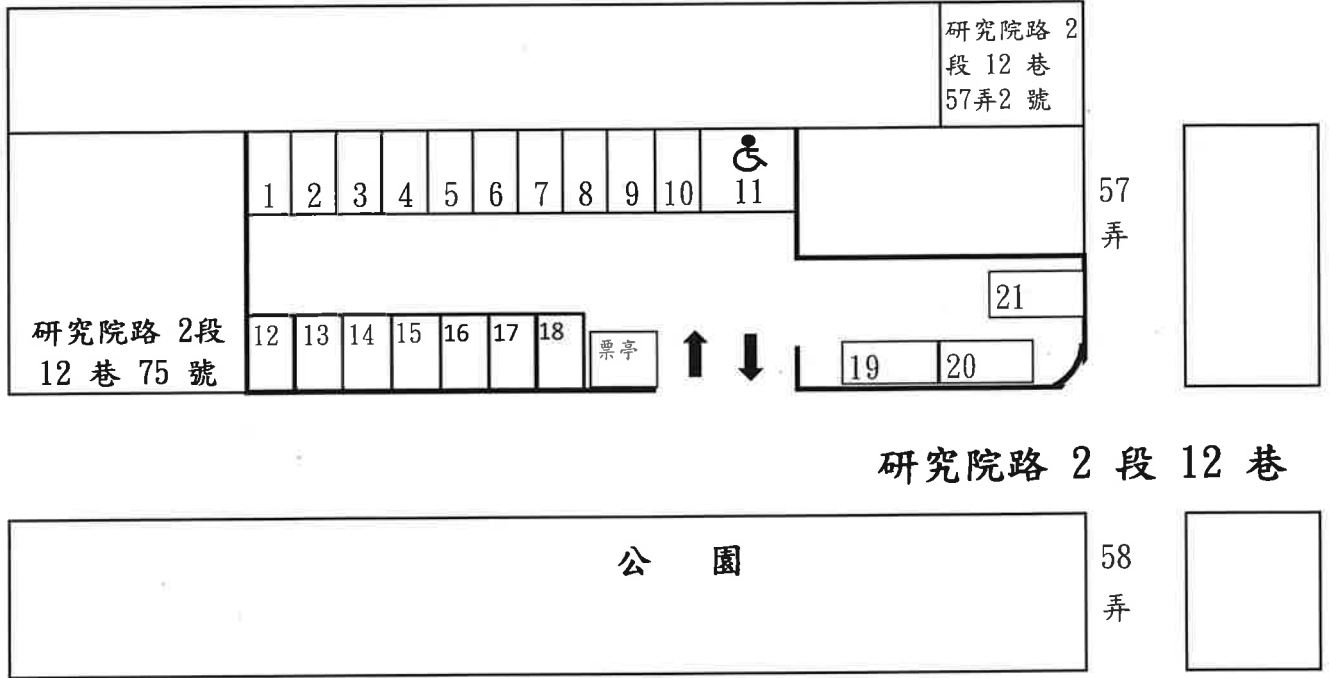 研究院路 2
段 12 巷
57弄2 號
1 2 3 4 5 6 7 8 9 10 11
57
弄
21
研究院路 2段
12 巷 75 號
12 13 14 15 16 17 18
票亭
19 20
研究院路 2 段 12 巷
公 園
58
弄